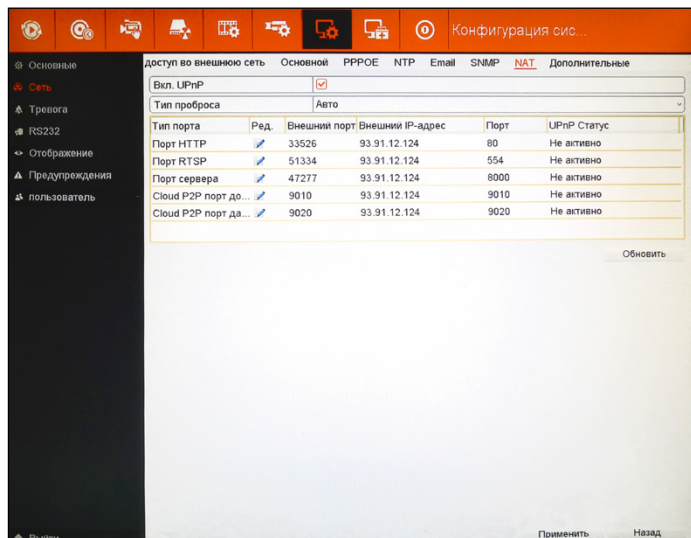 Конфигурация сис...
Основные
Сеть
Тревога
RS232
Отображение
Предупреждения
пользователь
доступ во внешнюю сеть Основной PPPOE NTP Email SNMP NAT Дополнительные
Вкл. UPnP
Тип проброса Авто
Тип порта Ред. Внешний порт Внешний IP-адрес Порт UPnP Статус
Порт HTTP 33526 93.91.12.124 80 Не активно
Порт RTSP 51334 93.91.12.124 554 Не активно
Порт сервера 47277 93.91.12.124 8000 Не активно
Cloud P2P порт до... 9010 93.91.12.124 9010 Не активно
Cloud P2P порт да... 9020 93.91.12.124 9020 Не активно
Обновить
Применить Назад